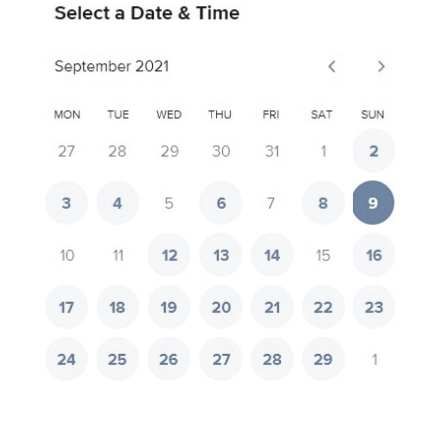 Select a Date & Time
September 2021
MON TUE WED THU FRI SAT SUN
27 28 29 30 31 1 2
3 4 5 6 7 8 9
10 11 12 13 14 15 16
17 18 19 20 21 22 23
24 25 26 27 28 29 1